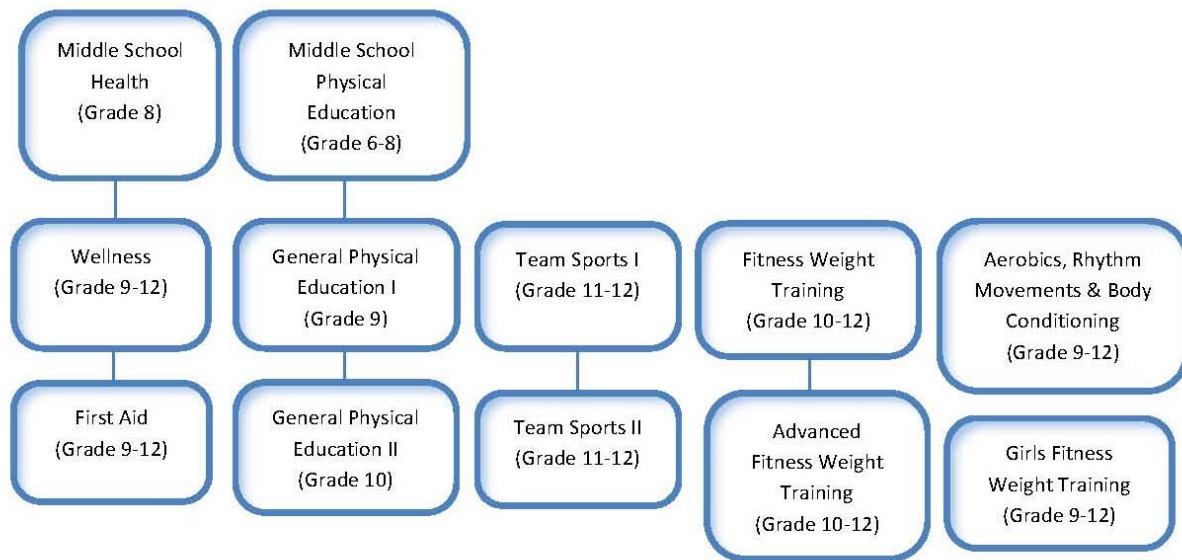 Middle School
Health
(Grade 8)
Middle School
Physical
Education
(Grade 6-8)
Wellness
(Grade 9-12)
General Physical
Education I
(Grade 9)
Team Sports I
(Grade 11-12)
Fitness Weight
Training
(Grade 10-12)
Aerobics, Rhythm
Movements & Body
Conditioning
(Grade 9-12)
First Aid
(Grade 9-12)
General Physical
Education II
(Grade 10)
Team Sports II
(Grade 11-12)
Advanced
Fitness Weight
Training
(Grade 10-12)
Girls Fitness
Weight Training
(Grade 9-12)